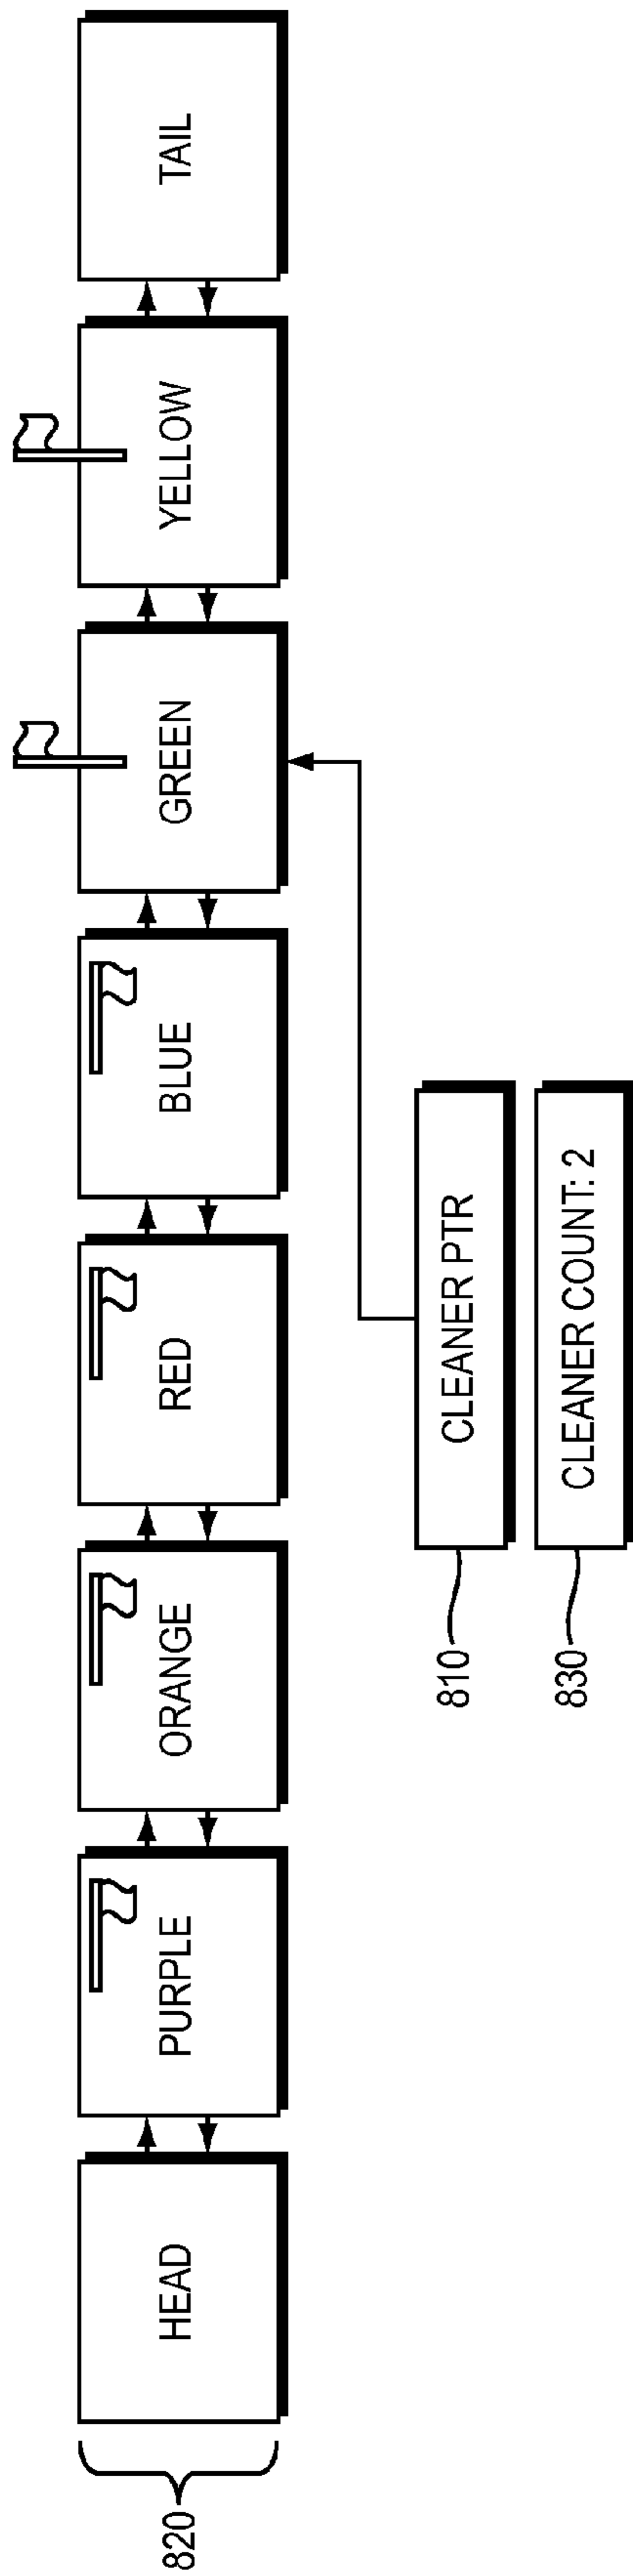 820
HEAD
PURPLE
ORANGE
RED
BLUE
GREEN
YELLOW
TAIL
810
CLEANER PTR
830
CLEANER COUNT: 2